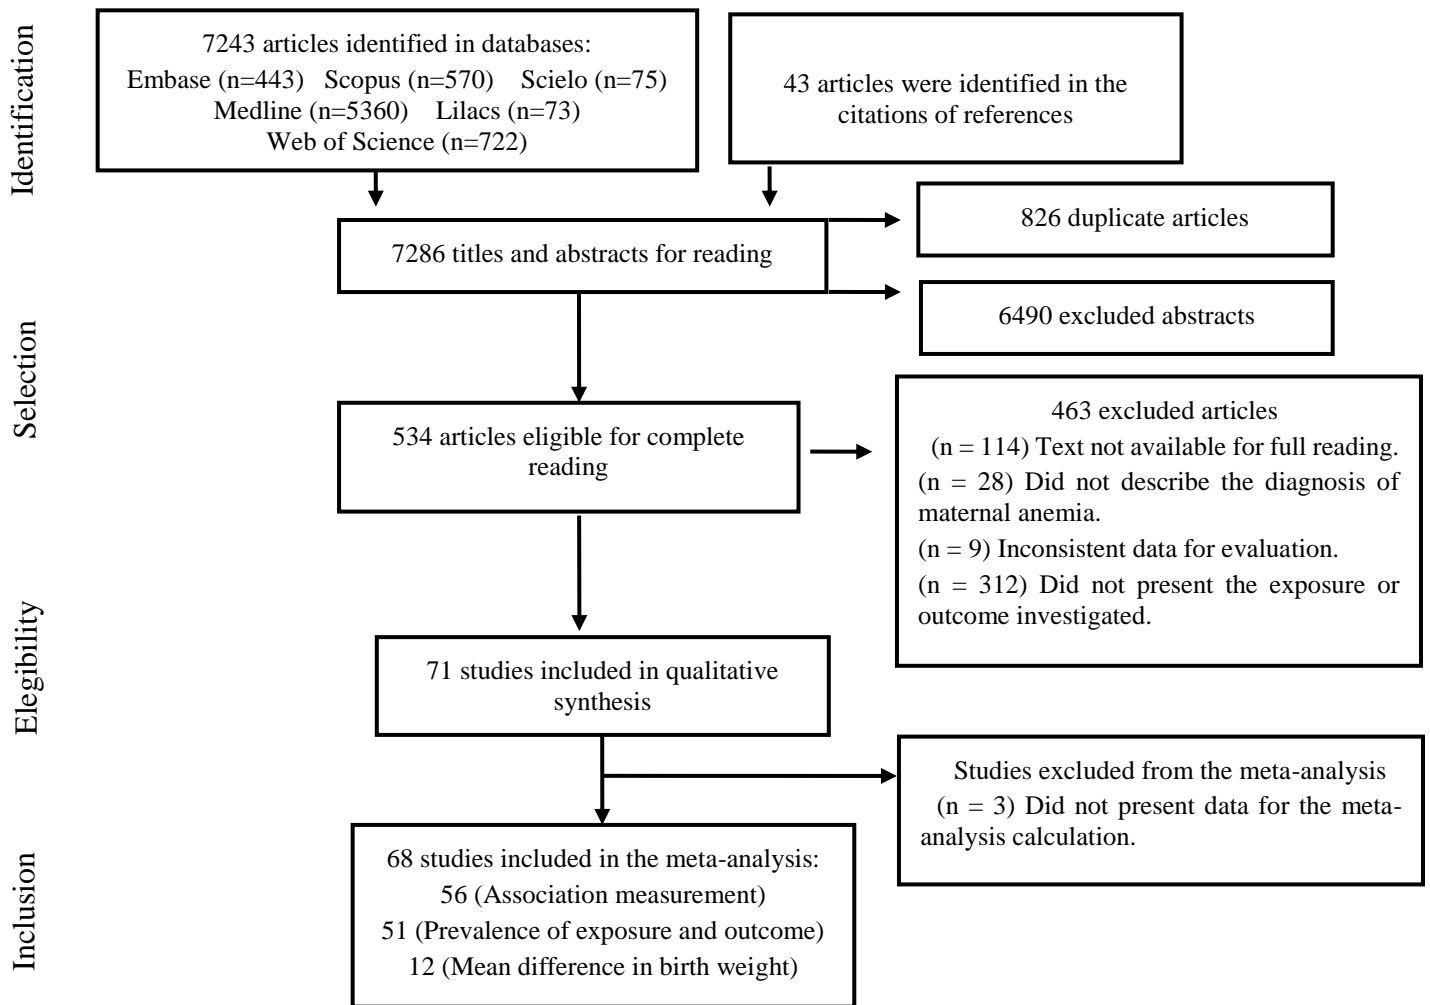 Identification
7243 articles identified in databases:
Embase (n=443) Scopus (n=570) Scielo (n=75)
Medline (n=5360) Lilacs (n=73)
Web of Science (n=722)
43 articles were identified in the
citations of references
7286 titles and abstracts for reading
826 duplicate articles
6490 excluded abstracts
Selection
534 articles eligible for complete
reading
463 excluded articles
(n = 114) Text not available for full reading.
(n = 28) Did not describe the diagnosis of
maternal anemia.
(n = 9) Inconsistent data for evaluation.
(n = 312) Did not present the exposure or
outcome investigated.
Elegibility
71 studies included in qualitative
synthesis
Studies excluded from the meta-analysis
(n = 3) Did not present data for the meta-
analysis calculation.
Inclusion
68 studies included in the meta-analysis:
56 (Association measurement)
51 (Prevalence of exposure and outcome)
12 (Mean difference in birth weight)